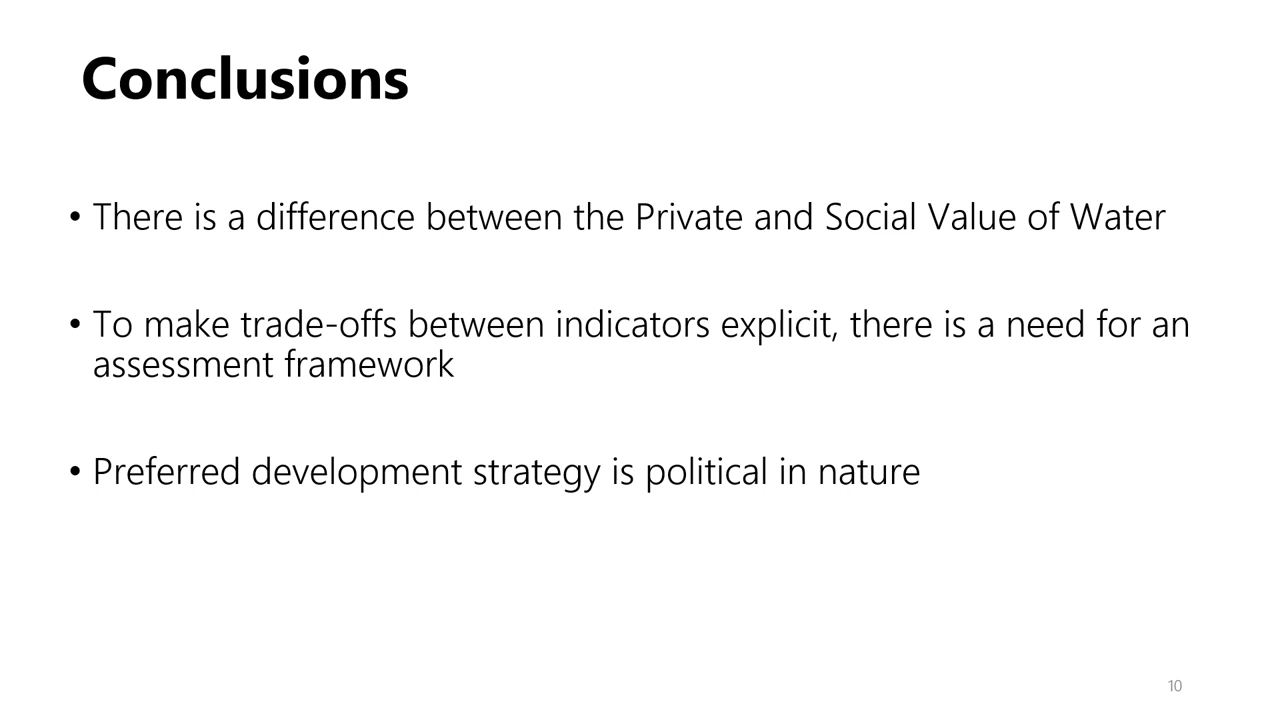 Conclusions
• There is a difference between the Private and Social Value of Water
• To make trade-offs between indicators explicit, there is a need for an
assessment framework
• Preferred development strategy is political in nature
10